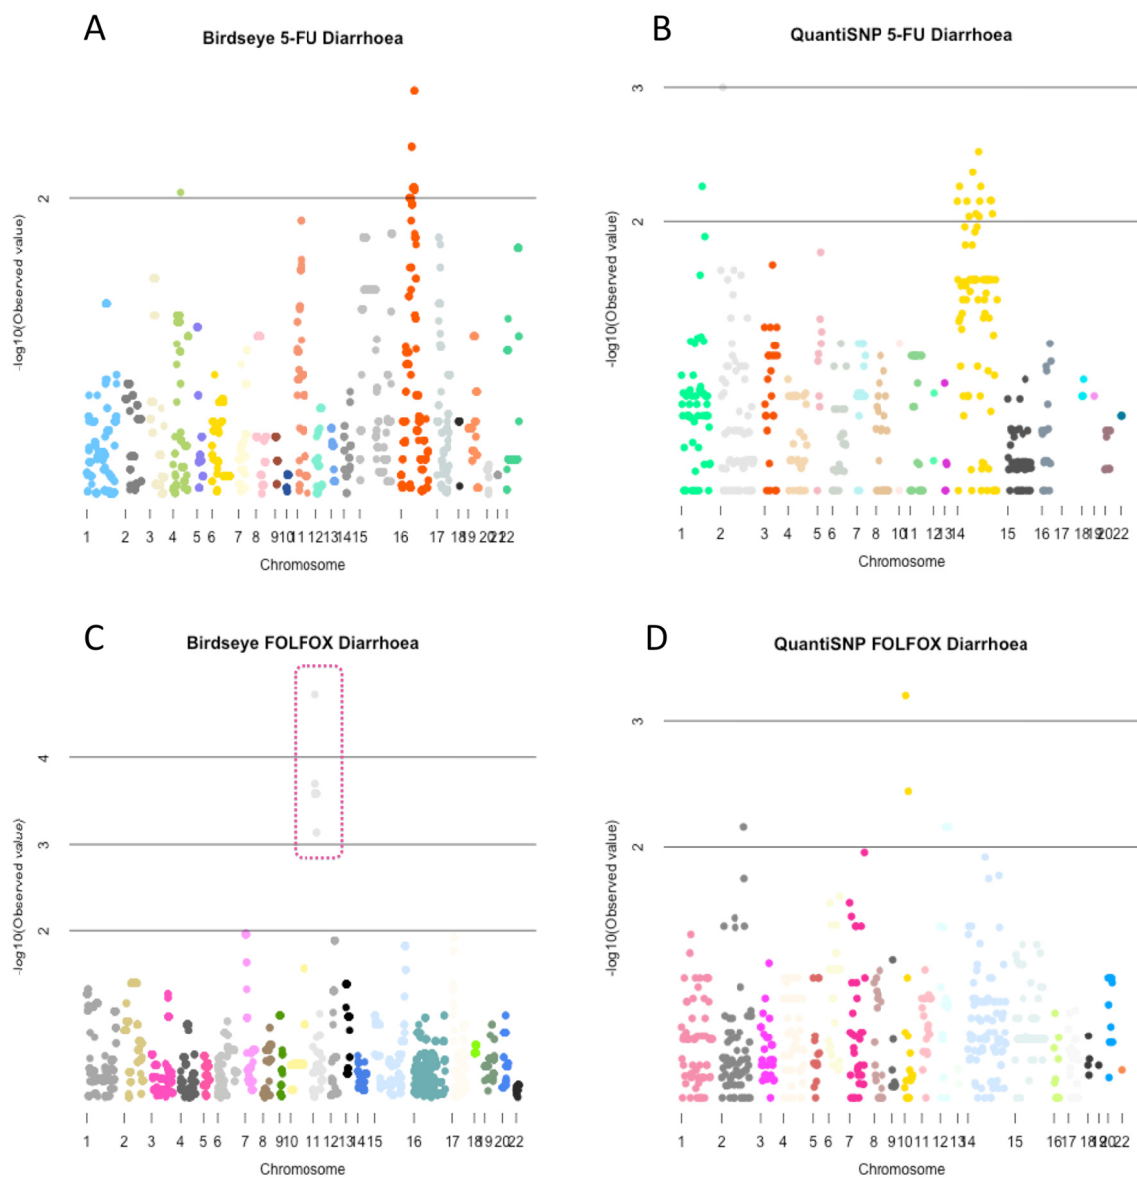 A
Birdseye 5-FU Diarrhoea
2
-log10(Observed value)
1 2 3 4 5 6 7 8 9 10 11 12 13 14 15 16 17 18 19 20 21 22
Chromosome
B
QuantiSNP 5-FU Diarrhoea
3
2
-log10(Observed value)
1 2 3 4 5 6 7 8 10 11 12 13 14 15 16 17 18 19 20 22
Chromosome
C
Birdseye FOLFOX Diarrhoea
4
3
2
-log10(Observed value)
1 2 3 4 5 6 7 8 9 10 11 12 13 14 15 16 17 19 20 22
Chromosome
D
QuantiSNP FOLFOX Diarrhoea
3
2
-log10(Observed value)
1 2 3 4 5 6 7 8 9 10 12 13 14 15 16 17 18 19 20 22
Chromosome